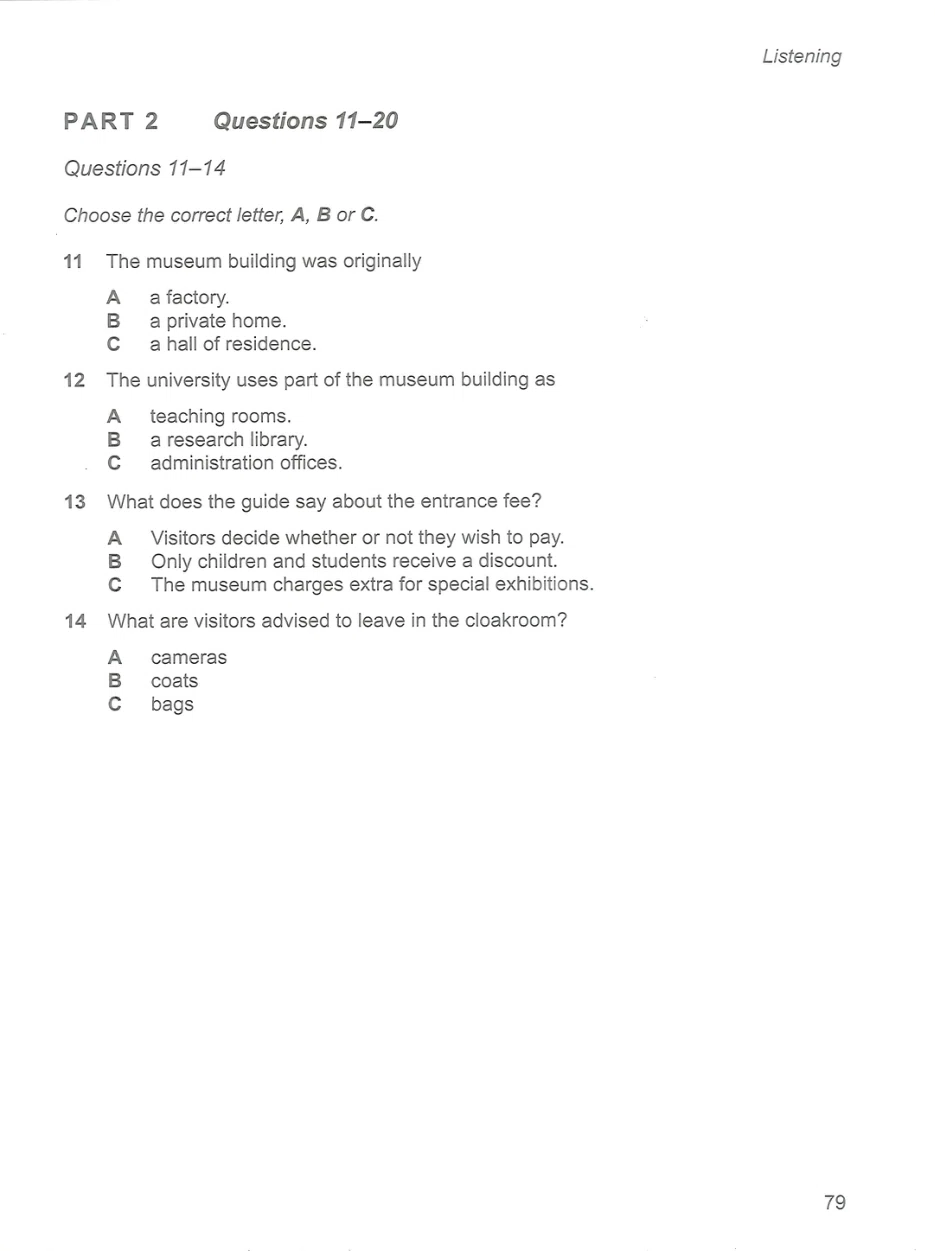 Listening
PART 2 Questions 11–20
Questions 11–14
Choose the correct letter, A, B or C.
11 The museum building was originally
A a factory.
B a private home.
C a hall of residence.
12 The university uses part of the museum building as
A teaching rooms.
B a research library.
C administration offices.
13 What does the guide say about the entrance fee?
A Visitors decide whether or not they wish to pay.
B Only children and students receive a discount.
C The museum charges extra for special exhibitions.
14 What are visitors advised to leave in the cloakroom?
A cameras
B coats
C bags
79